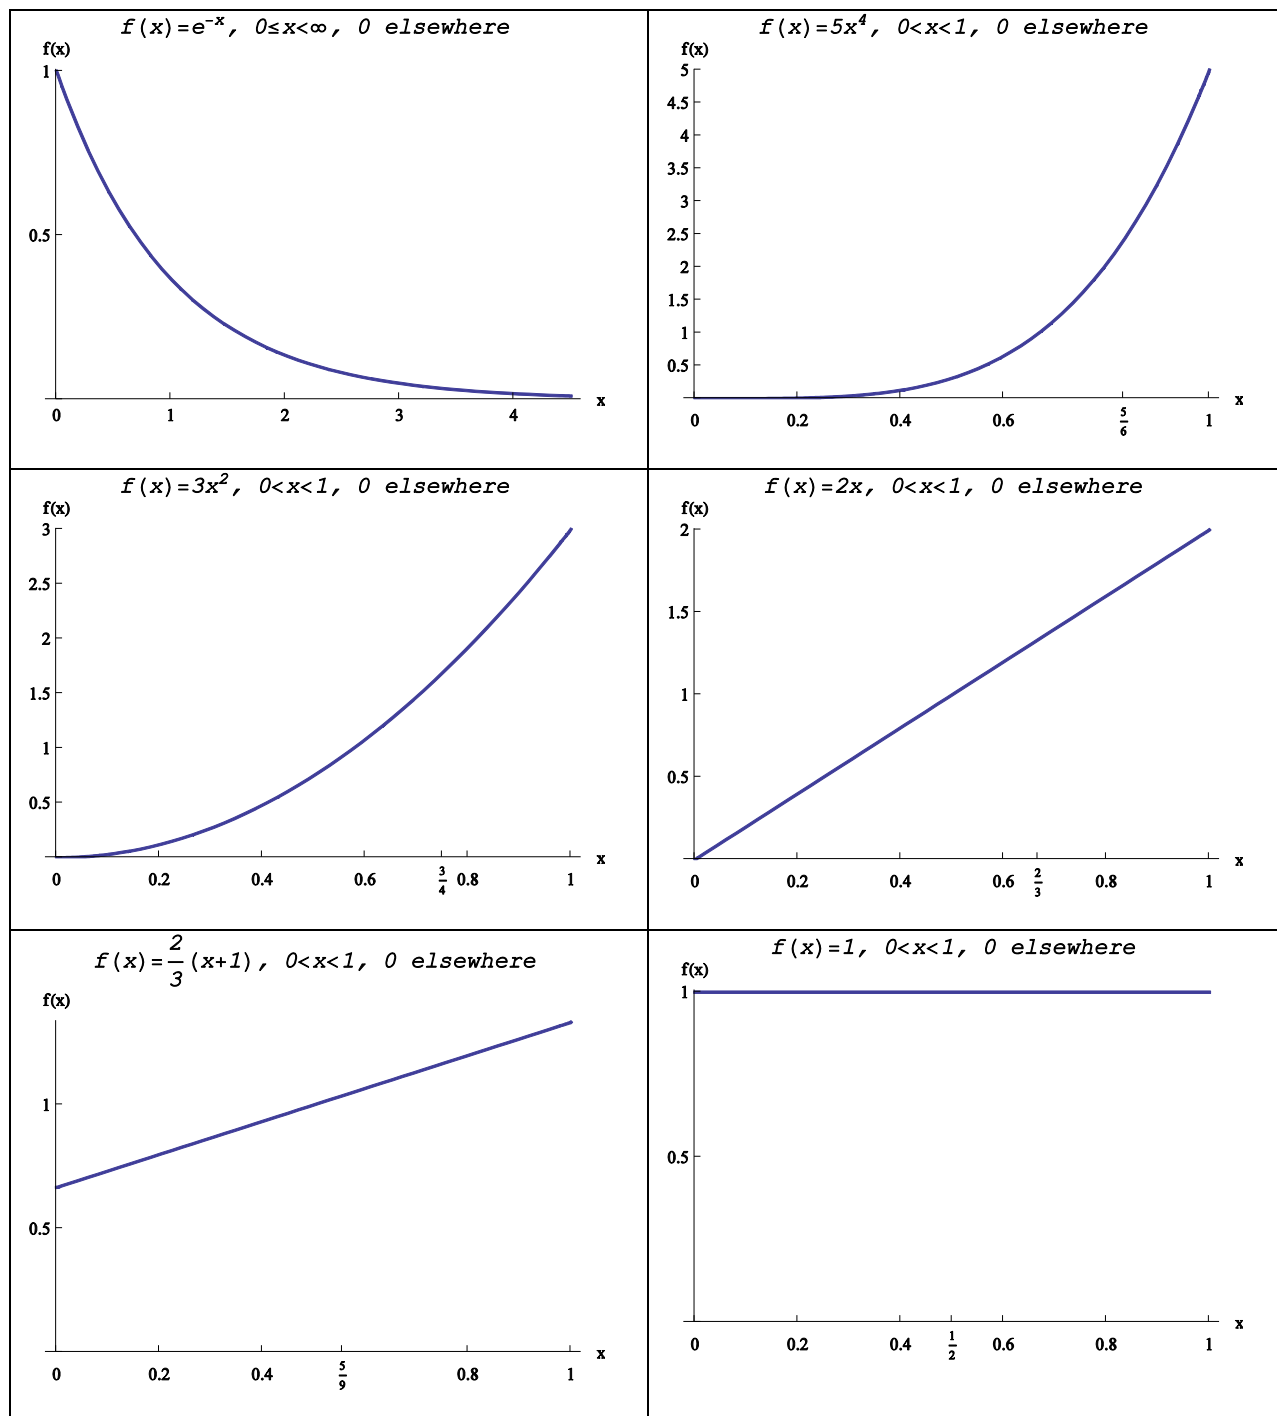 f(x)=e^{-x}, 0≤x<∞, 0 elsewhere
f(x)
1
0.5
0 1 2 3 4 x
f(x)=5x^4, 0<x<1, 0 elsewhere
f(x)
5
4.5
4
3.5
3
2.5
2
1.5
1
0.5
0 0.2 0.4 0.6 5/6 1 x
f(x)=3x^2, 0<x<1, 0 elsewhere
f(x)
3
2.5
2
1.5
1
0.5
0 0.2 0.4 0.6 3/4 0.8 1 x
f(x)=2x, 0<x<1, 0 elsewhere
f(x)
2
1.5
1
0.5
0 0.2 0.4 0.6 2/3 0.8 1 x
f(x)=2/3(x+1), 0<x<1, 0 elsewhere
f(x)
1
0.5
0 0.2 0.4 5/9 0.8 1 x
f(x)=1, 0<x<1, 0 elsewhere
f(x)
1
0.5
0 0.2 0.4 1/2 0.6 0.8 1 x